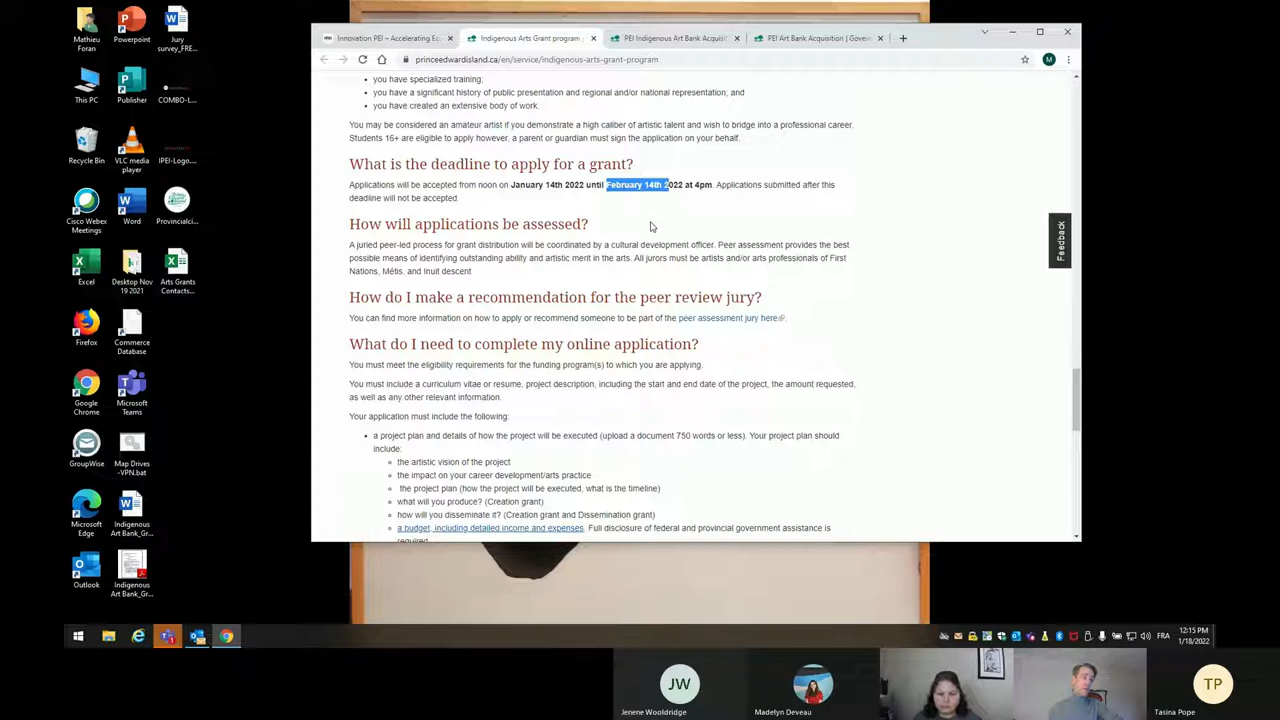 Mathieu
Foran
Powerpoint
Jury
survey_FRE...
This PC
Publisher
COMBO-L...
Recycle Bin
VLC media
player
IPEI-Logo...
Cisco Webex
Meetings
Word
Provincialci...
Excel
Desktop Nov
19 2021
Arts Grants
Contacts...
Firefox
Commerce
Database
Google
Chrome
Microsoft
Teams
GroupWise
Map Drives
-VPN.bat
Microsoft
Edge
Indigenous
Art Bank_Gr...
Outlook
Indigenous
Art Bank_Gr...
Innovation PEI – Accelerating Ec
Indigenous Arts Grant program |
PEI Indigenous Art Bank Acquisit
PEI Art Bank Acquisition | Govern
princeedwardisland.ca/en/service/indigenous-arts-grant-program
M
you have specialized training;
you have a significant history of public presentation and regional and/or national representation; and
you have created an extensive body of work.
You may be considered an amateur artist if you demonstrate a high caliber of artistic talent and wish to bridge into a professional career.
Students 16+ are eligible to apply however, a parent or guardian must sign the application on your behalf.
What is the deadline to apply for a grant?
Applications will be accepted from noon on January 14th 2022 until February 14th 2022 at 4pm. Applications submitted after this
deadline will not be accepted.
How will applications be assessed?
A juried peer-led process for grant distribution will be coordinated by a cultural development officer. Peer assessment provides the best
possible means of identifying outstanding ability and artistic merit in the arts. All jurors must be artists and/or arts professionals of First
Nations, Métis, and Inuit descent
How do I make a recommendation for the peer review jury?
You can find more information on how to apply or recommend someone to be part of the peer assessment jury here.
What do I need to complete my online application?
You must meet the eligibility requirements for the funding program(s) to which you are applying.
You must include a curriculum vitae or resume, project description, including the start and end date of the project, the amount requested,
as well as any other relevant information.
Your application must include the following:
a project plan and details of how the project will be executed (upload a document 750 words or less). Your project plan should
include:
the artistic vision of the project
the impact on your career development/arts practice
the project plan (how the project will be executed, what is the timeline)
what will you produce? (Creation grant)
how will you disseminate it? (Creation grant and Dissemination grant)
a budget, including detailed income and expenses. Full disclosure of federal and provincial government assistance is
required.
Feedback
FRA
12:15 PM
1/18/2022
JW
Jenene Wooldridge
Madelyn Deveau
TP
Tasina Pope